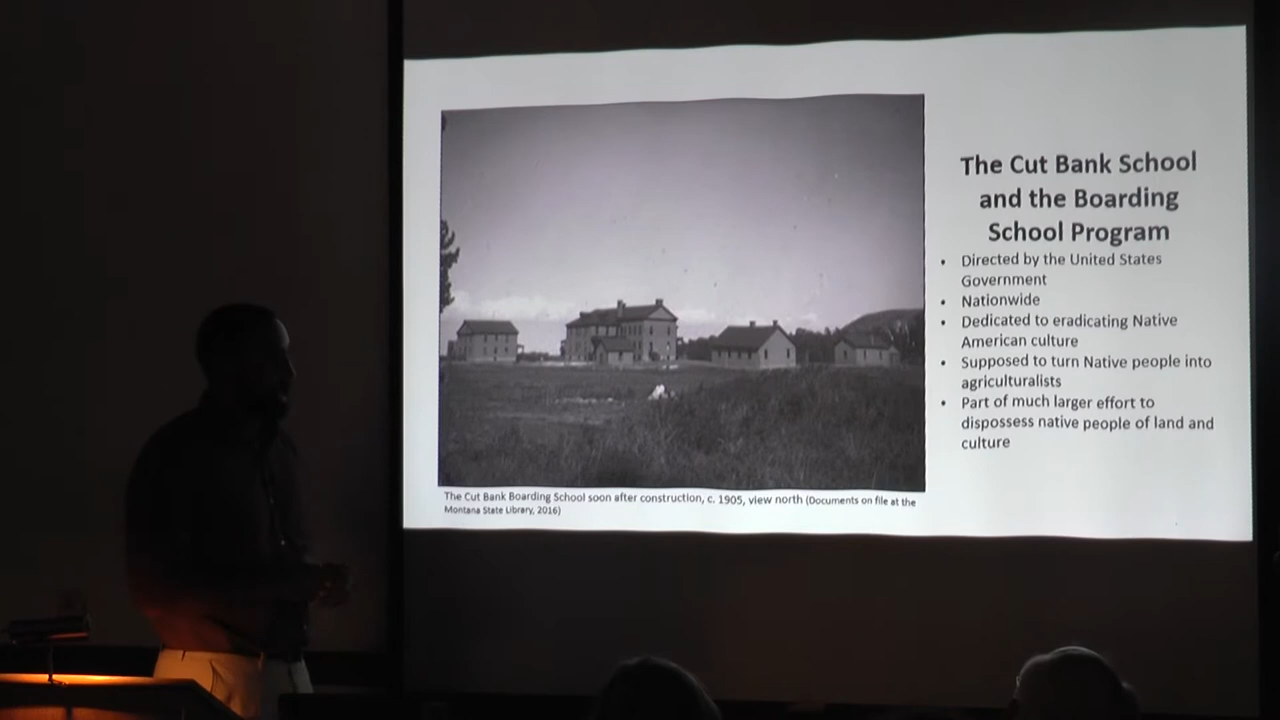 The Cut Bank School
and the Boarding
School Program
• Directed by the United States
Government
• Nationwide
• Dedicated to eradicating Native
American culture
• Supposed to turn Native people into
agriculturalists
• Part of much larger effort to
dispossess native people of land and
culture
The Cut Bank Boarding School soon after construction, c. 1905, view north (Documents on file at the
Montana State Library, 2016)